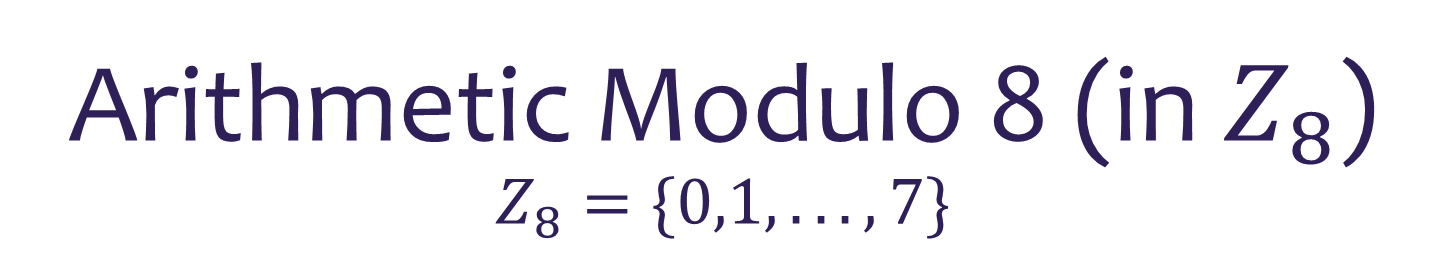 Arithmetic Modulo 8 (in Z₈)
Z₈ = {0,1, . . . , 7}